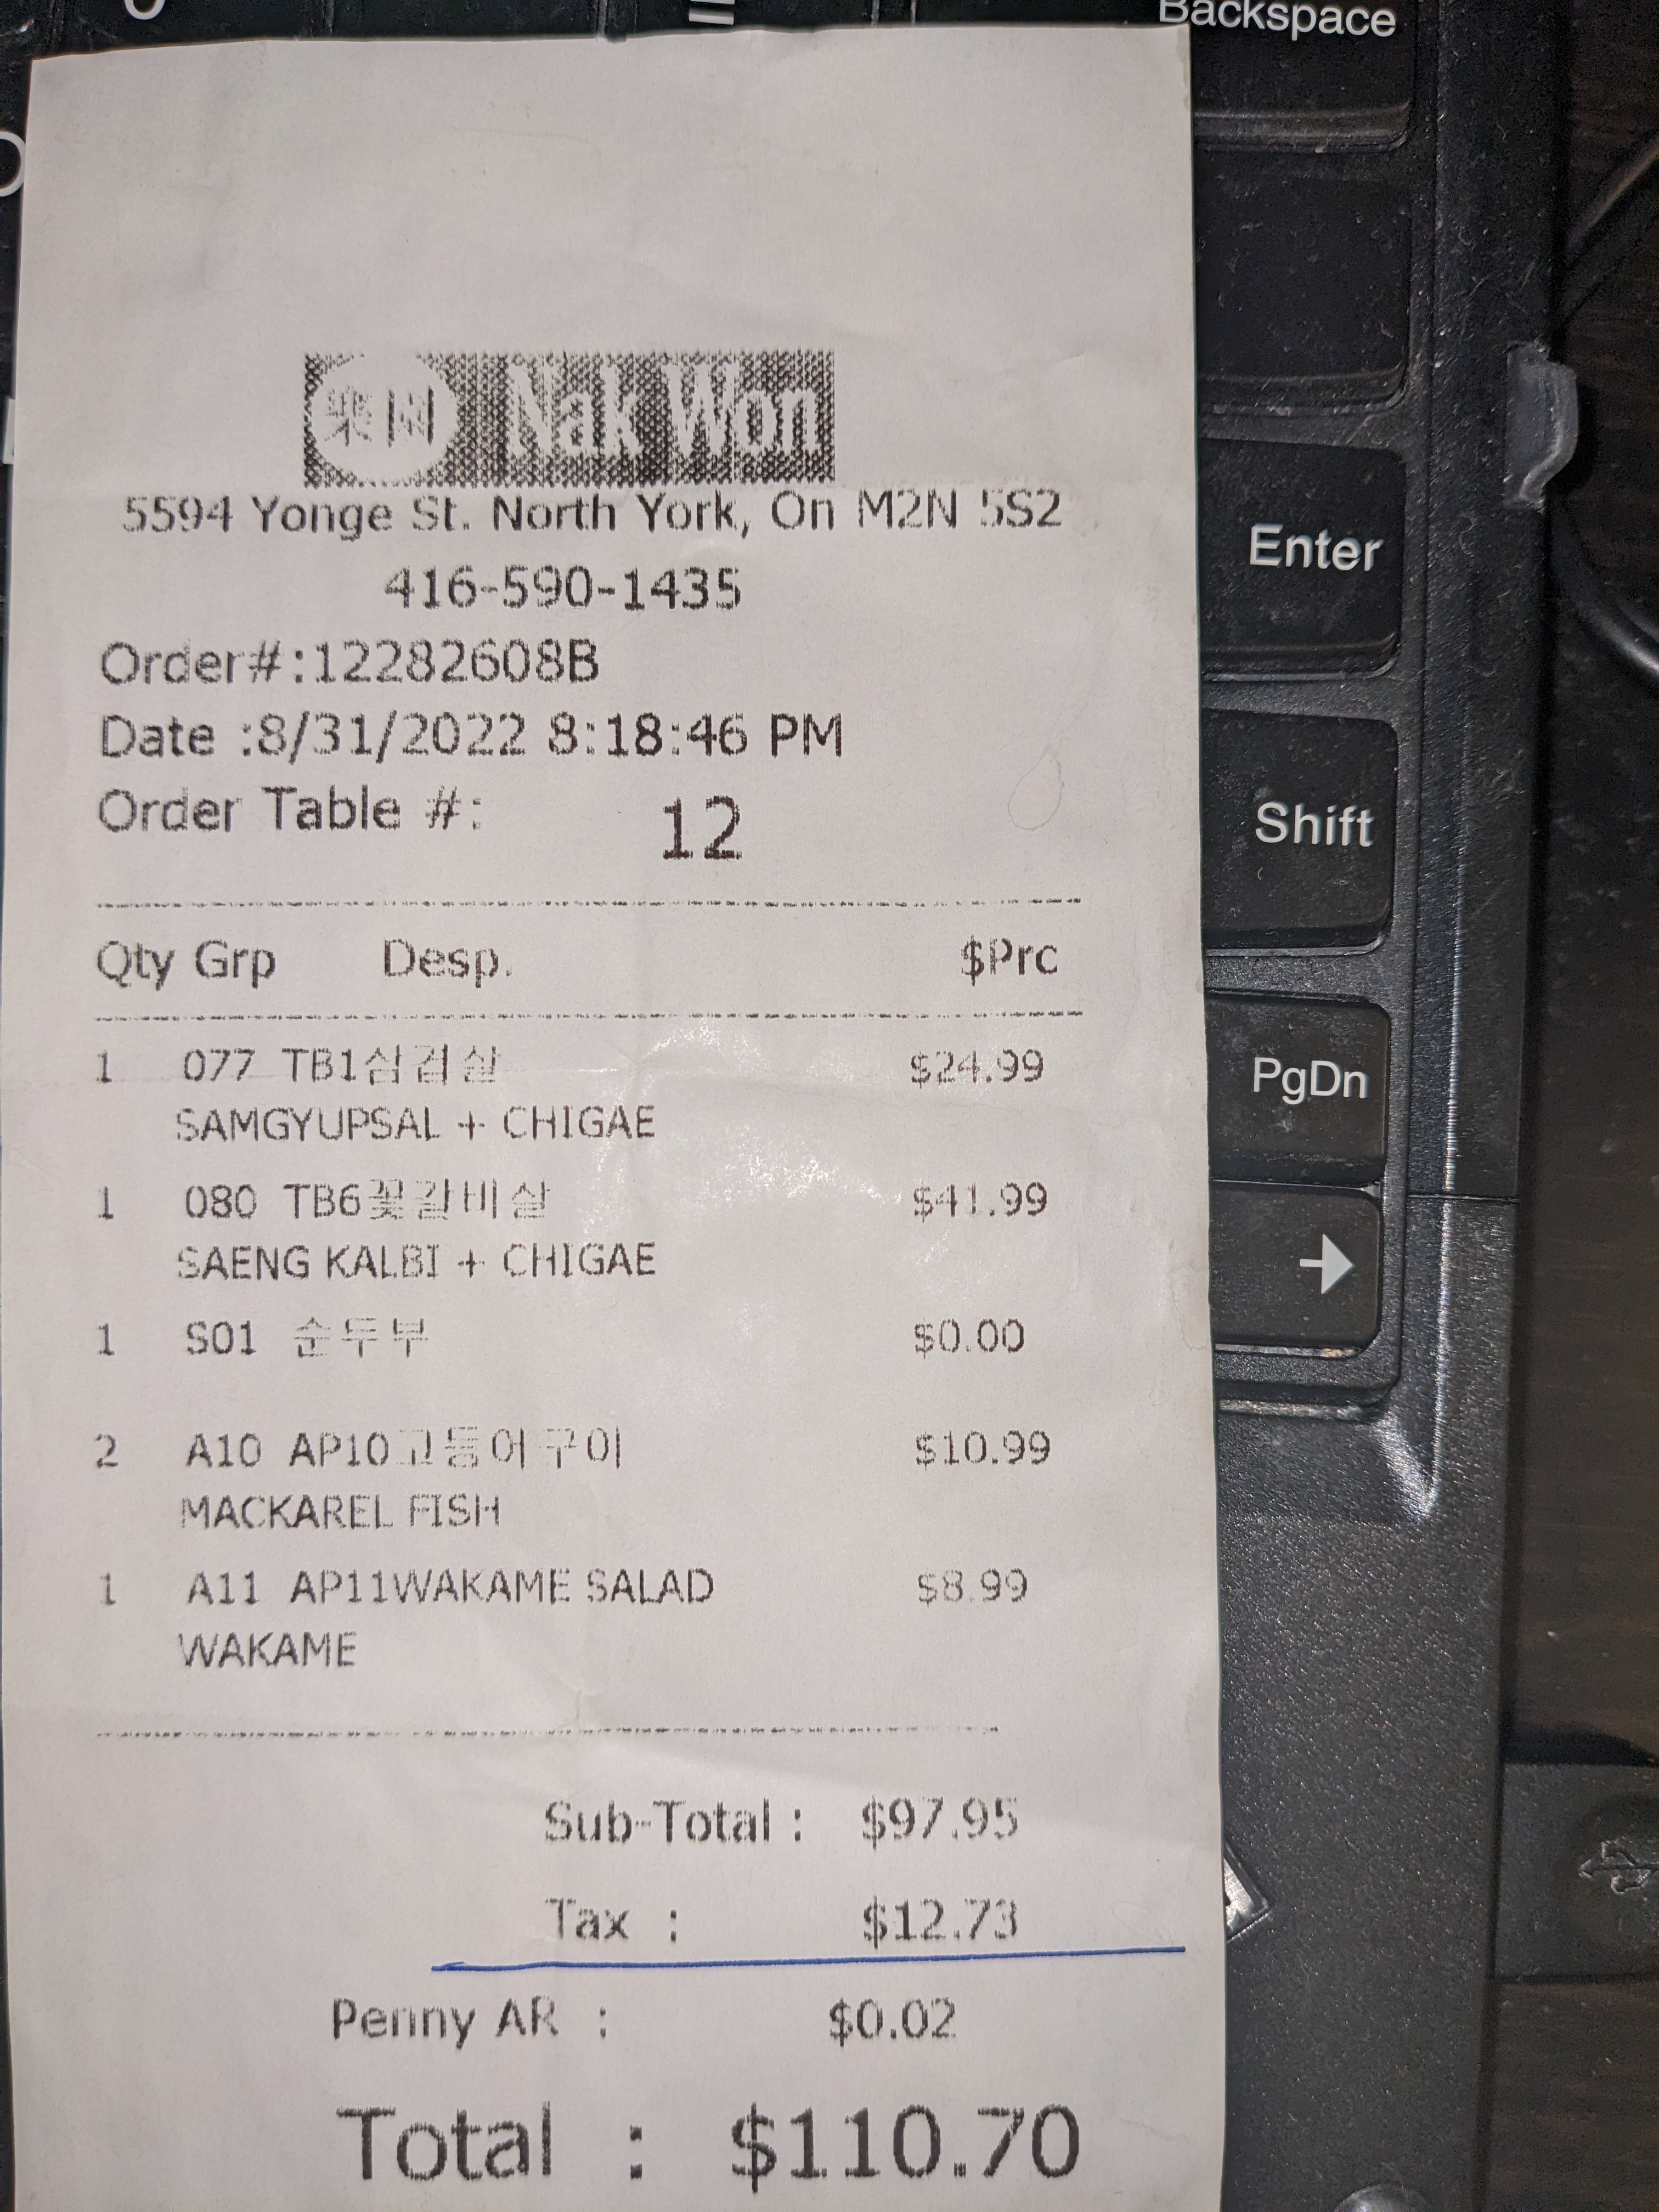 Backspace
樂園 Nak Won
5594 Yonge St. North York, On M2N 5S2
416-590-1435
Enter
Order#:12282608B
Date :8/31/2022 8:18:46 PM
Order Table #: 12
Shift
Qty Grp Desp. $Prc
1 077 TB1삼겹살 $24.99
SAMGYUPSAL + CHIGAE
PgDn
1 080 TB6꽃갈비살 $41.99
SAENG KALBI + CHIGAE
→
1 S01 순두부 $0.00
2 A10 AP10고등어구이 $10.99
MACKAREL FISH
1 A11 AP11WAKAME SALAD $8.99
WAKAME
Sub-Total : $97.95
Tax : $12.73
Penny AR : $0.02
Total : $110.70